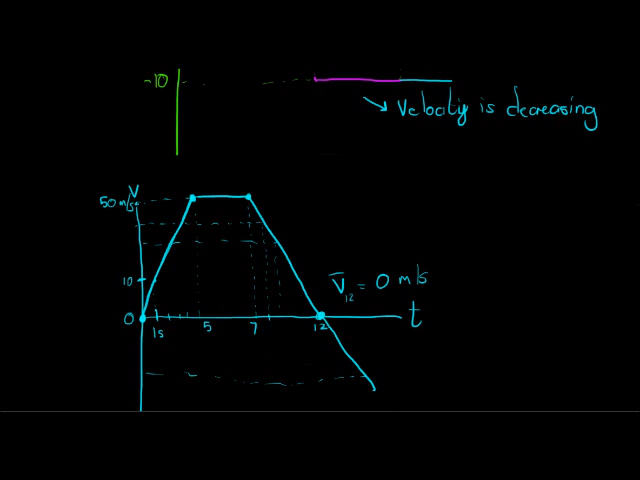 -10
Velocity is decreasing
V
50 m/s
10
V̄₁₂ = 0 m/s
0
1s
5
7
12
t